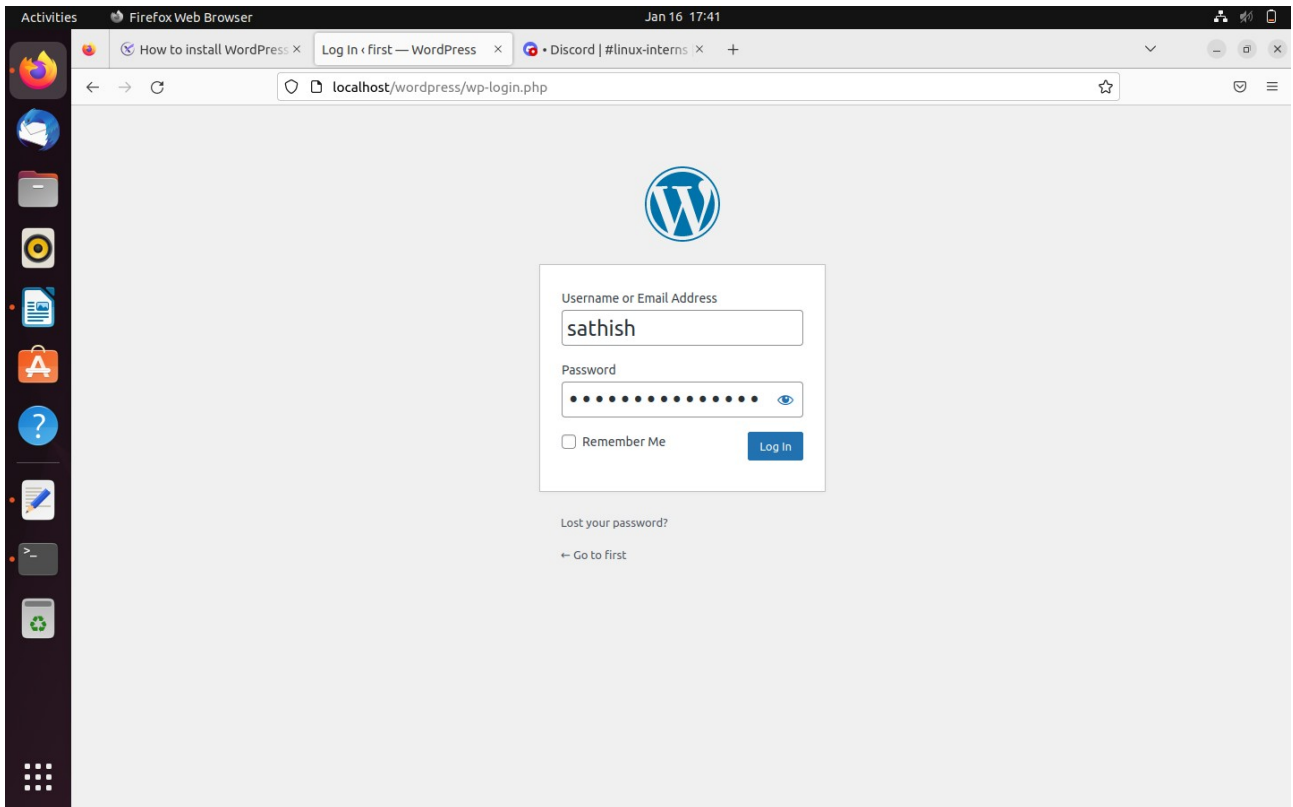 Activities Firefox Web Browser Jan 16 17:41
How to install WordPress Log In ‹ first — WordPress • Discord | #linux-interns
localhost/wordpress/wp-login.php
Username or Email Address
sathish
Password
Remember Me Log In
Lost your password?
← Go to first